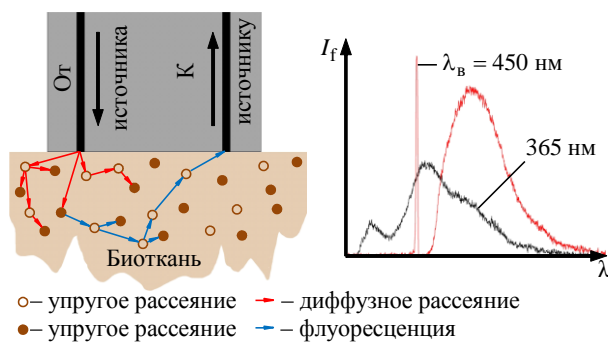 От
источника
К
источнику
Биоткань
I_f
λ_в = 450 нм
365 нм
λ
– упругое рассеяние
– диффузное рассеяние
– упругое рассеяние
– флуоресценция